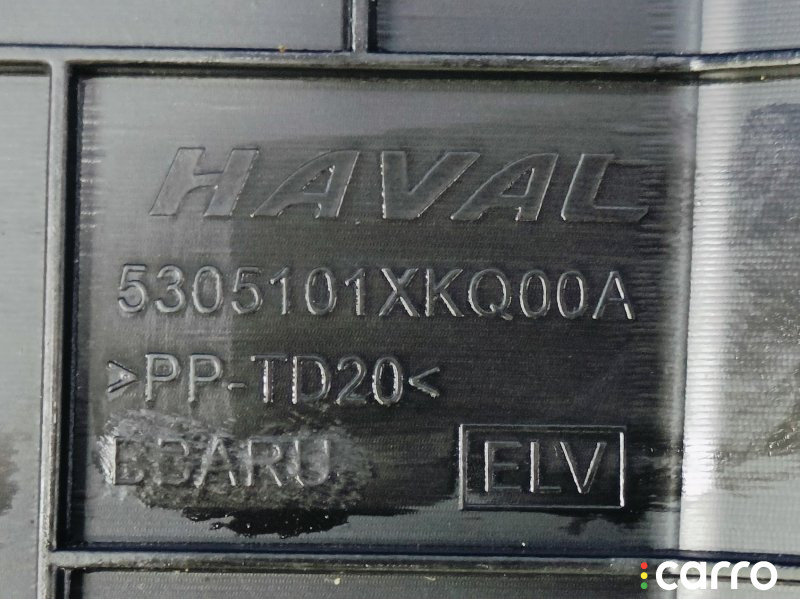 HAVAL
5305101XKQ00A
>PP-TD20<
ELV
carro